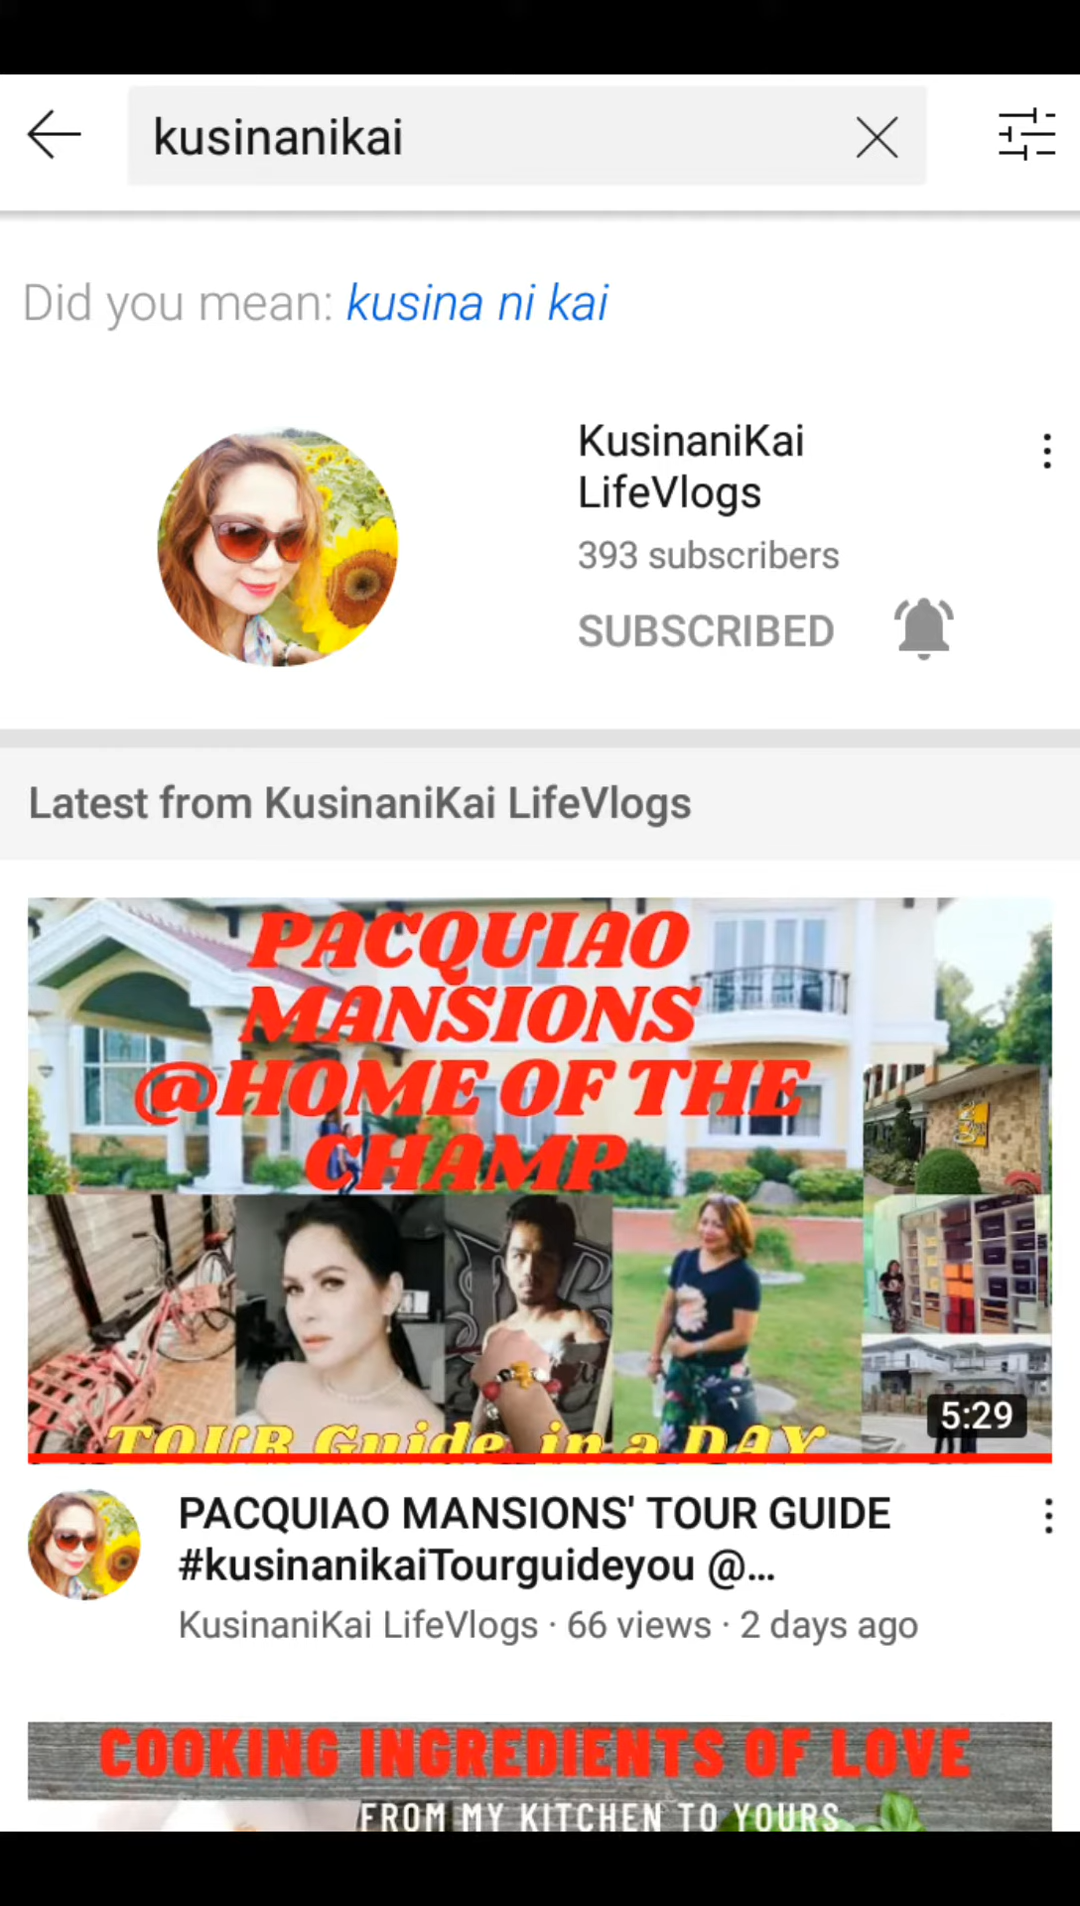 kusinanikai
Did you mean: kusina ni kai
KusinaniKai
LifeVlogs
393 subscribers
SUBSCRIBED
Latest from KusinaniKai LifeVlogs
PACQUIAO
MANSIONS
@HOME OF THE
CHAMP
TOUR Guide in a DAY
5:29
PACQUIAO MANSIONS' TOUR GUIDE
#kusinanikaiTourguideyou @...
KusinaniKai LifeVlogs · 66 views · 2 days ago
COOKING INGREDIENTS OF LOVE
FROM MY KITCHEN TO YOURS